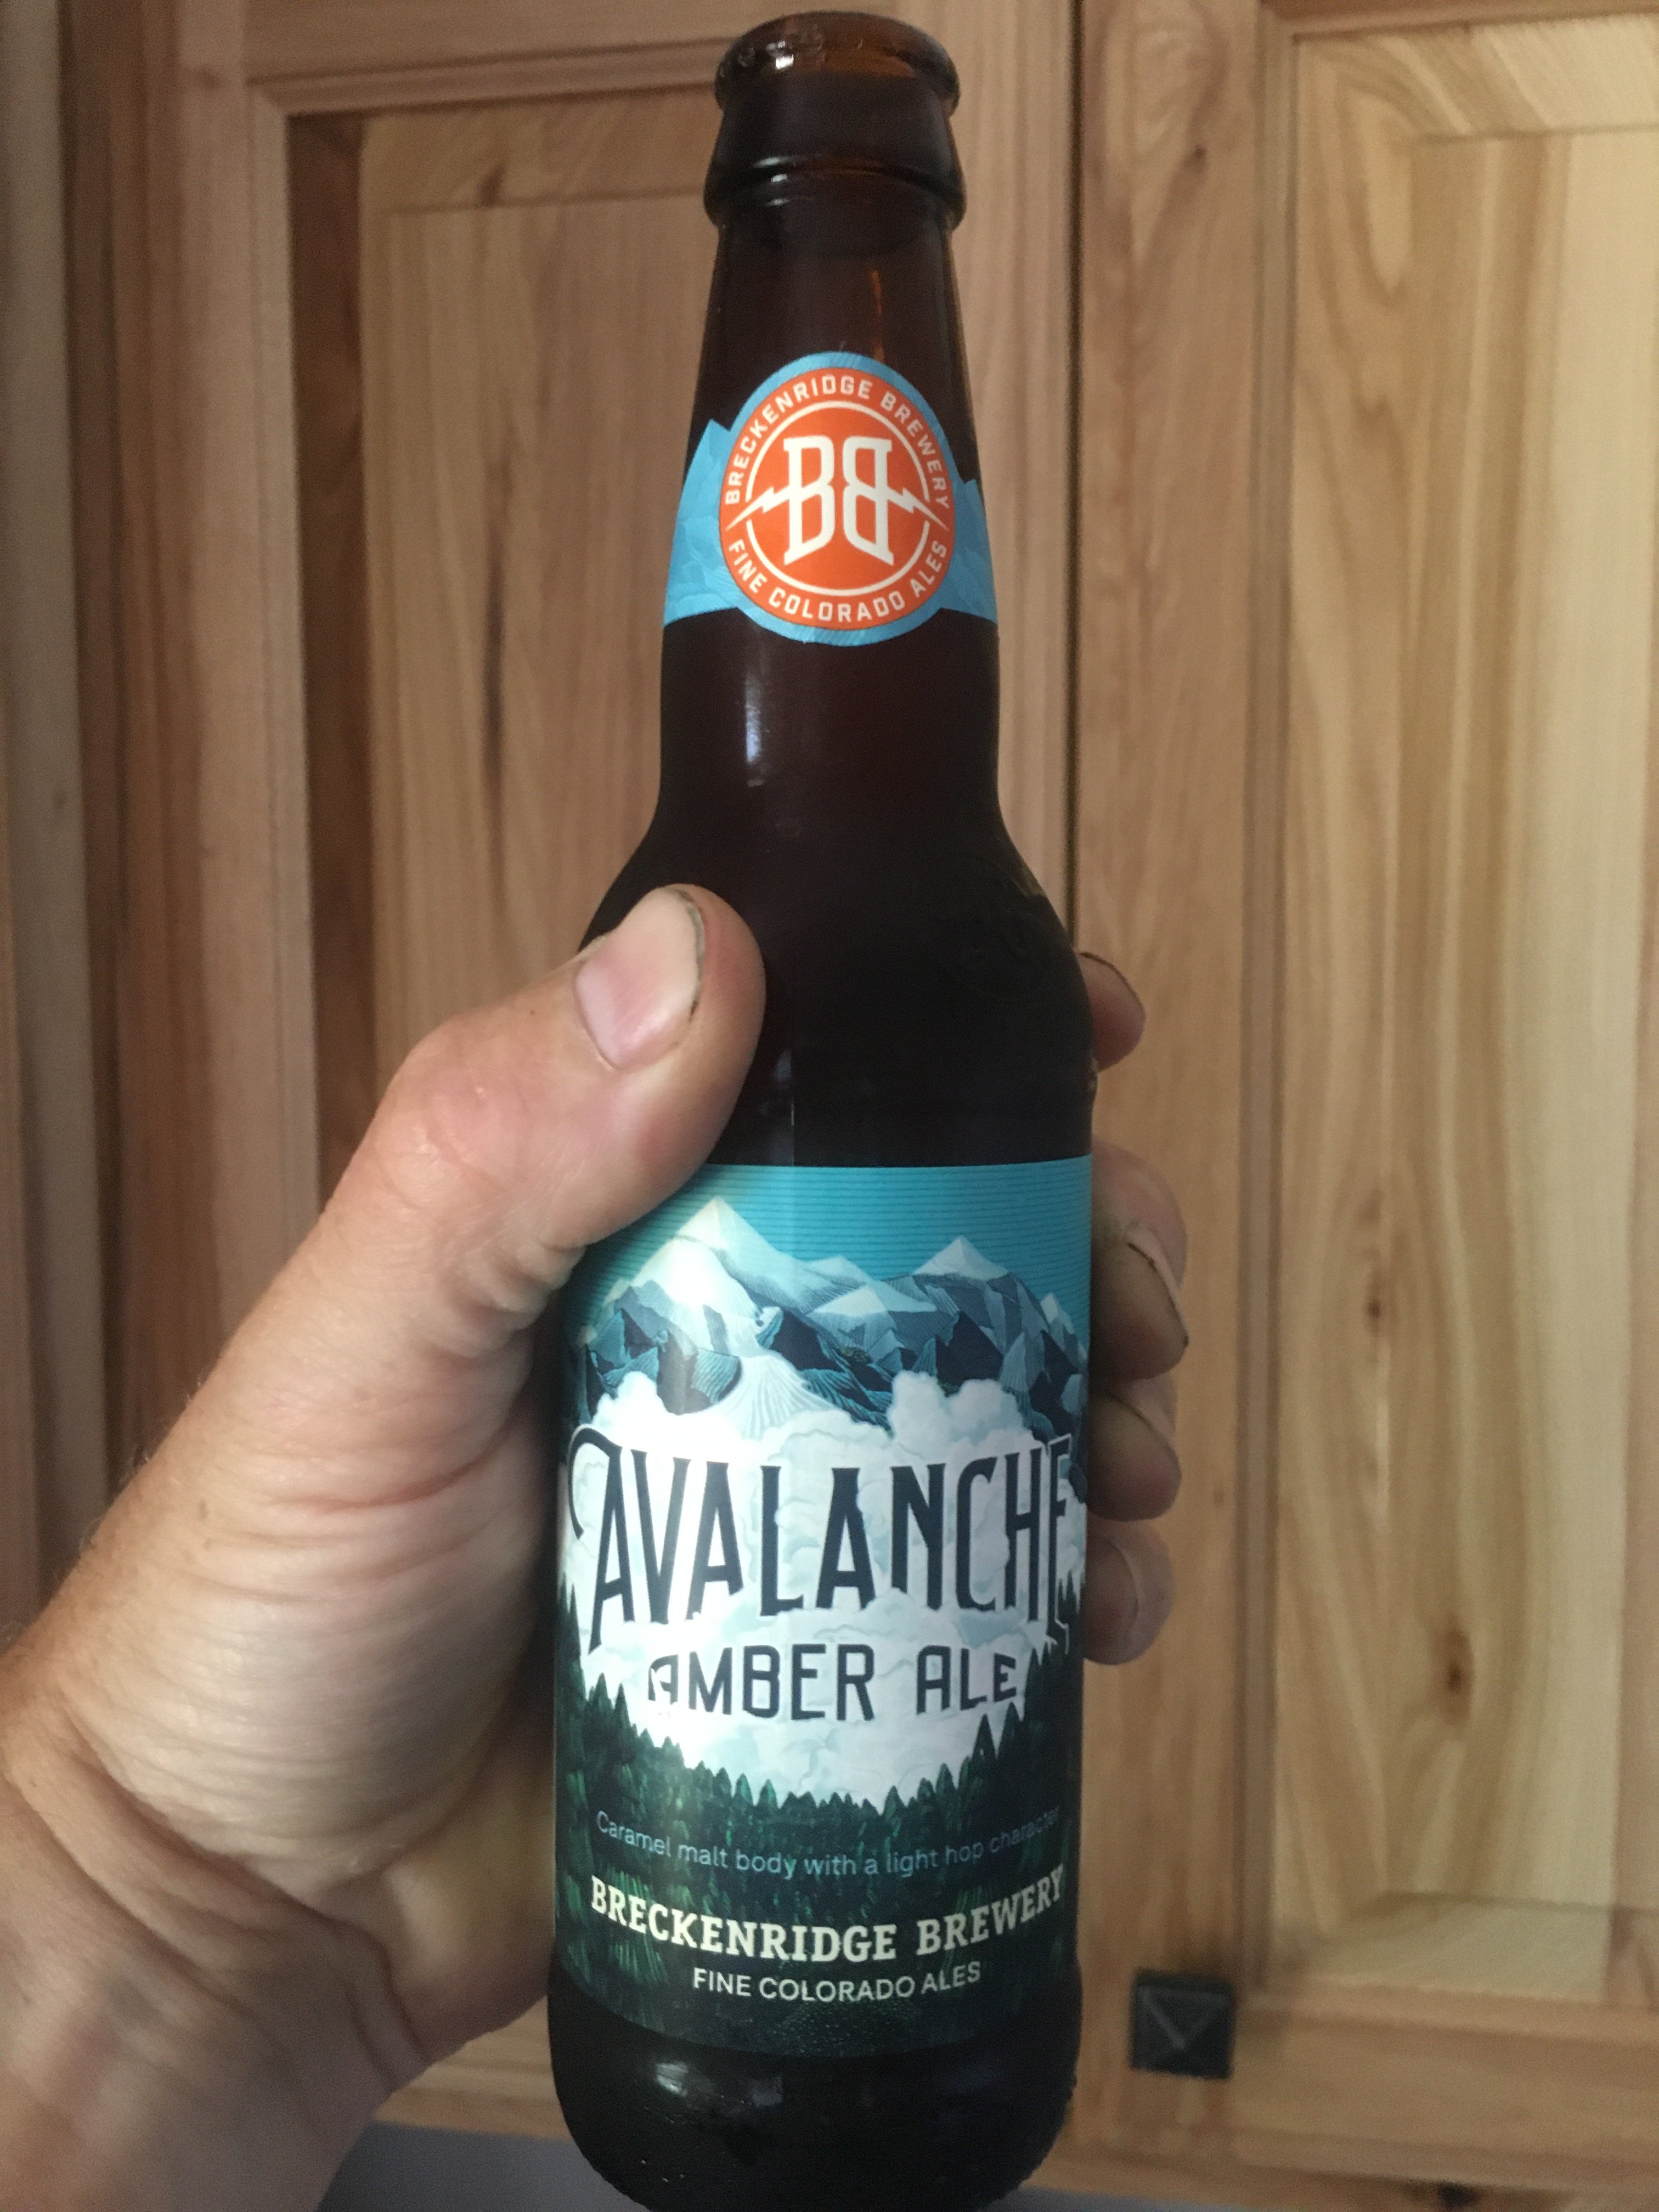 BRECKENRIDGE BREWERY
BB
FINE COLORADO ALES
AVALANCHE
AMBER ALE
Caramel malt body with a light hop character
BRECKENRIDGE BREWERY
FINE COLORADO ALES